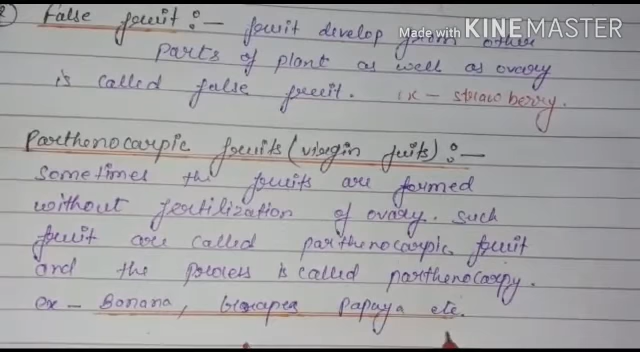 2) False fruit :- fruit develop from other
Made with KINEMASTER
Parts of plant as well as ovary
is called false fruit. ex - strawberry.
Parthenocarpic fruits (virgin fuits) :-
Sometimes the fruits are formed
without fertilization of ovary. Such
fruit are called parthenocarpic fruit
and the process is called parthenocarpy.
ex - Banana, Grapes Papaya etc.